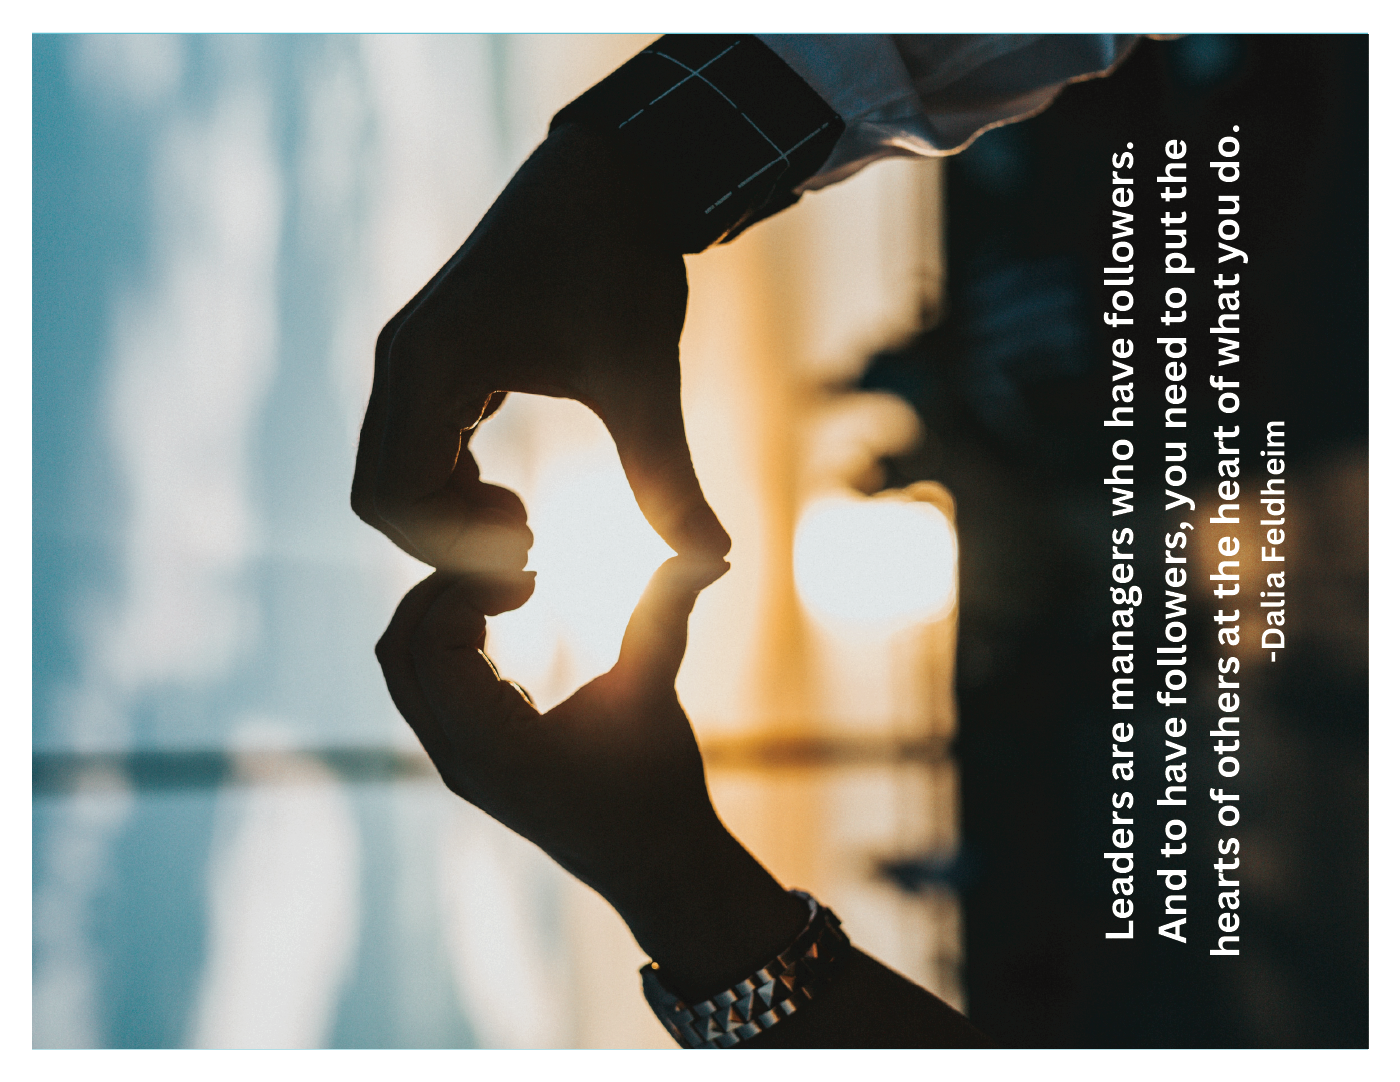 Leaders are managers who have followers.
And to have followers, you need to put the
hearts of others at the heart of what you do.
-Dalia Feldheim